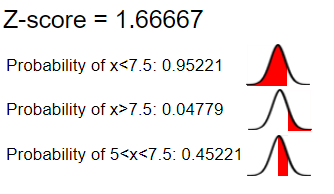 Z-score = 1.66667
Probability of x<7.5: 0.95221
Probability of x>7.5: 0.04779
Probability of 5<x<7.5: 0.45221